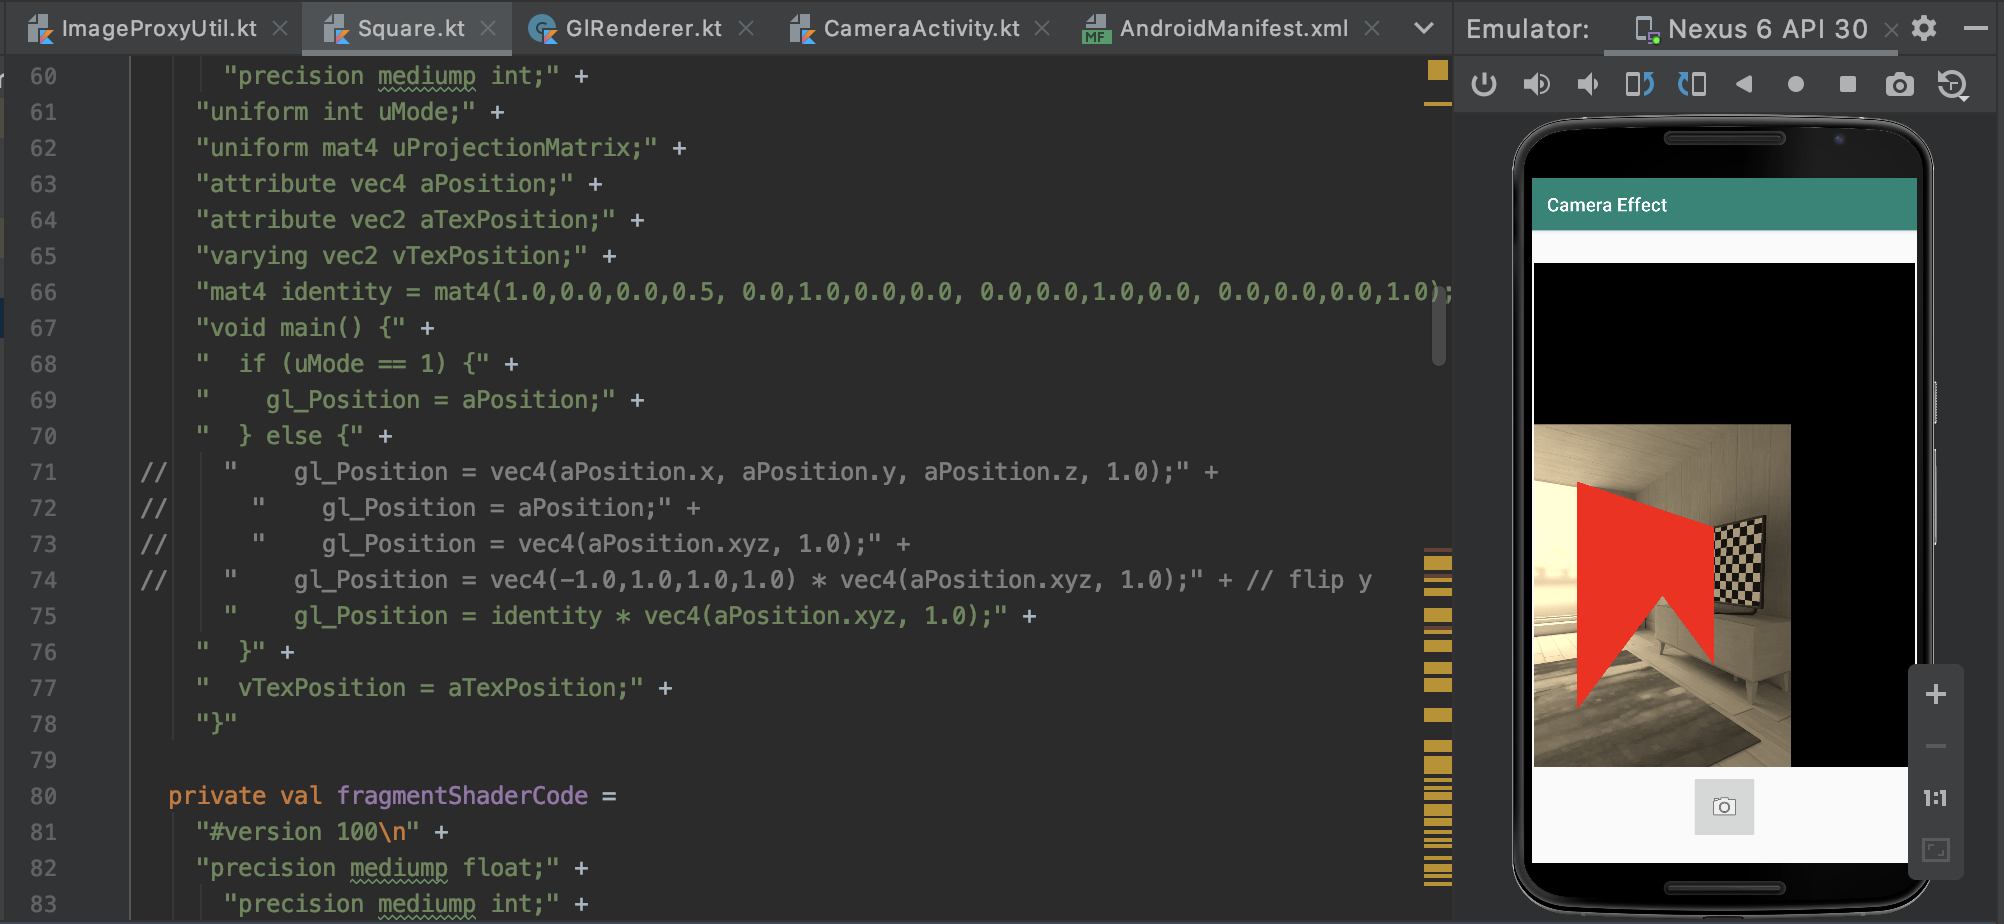 ImageProxyUtil.kt Square.kt GlRenderer.kt CameraActivity.kt MF AndroidManifest.xml Emulator: Nexus 6 API 30
60 "precision mediump int;" +
61 "uniform int uMode;" +
62 "uniform mat4 uProjectionMatrix;" +
63 "attribute vec4 aPosition;" +
64 "attribute vec2 aTexPosition;" +
65 "varying vec2 vTexPosition;" +
66 "mat4 identity = mat4(1.0,0.0,0.0,0.5, 0.0,1.0,0.0,0.0, 0.0,0.0,1.0,0.0, 0.0,0.0,0.0,1.0);
67 "void main() {" +
68 "  if (uMode == 1) {" +
69 "    gl_Position = aPosition;" +
70 "  } else {" +
71 //    "    gl_Position = vec4(aPosition.x, aPosition.y, aPosition.z, 1.0);" +
72 //      "    gl_Position = aPosition;" +
73 //      "    gl_Position = vec4(aPosition.xyz, 1.0);" +
74 //    "    gl_Position = vec4(-1.0,1.0,1.0,1.0) * vec4(aPosition.xyz, 1.0);" + // flip y
75 "    gl_Position = identity * vec4(aPosition.xyz, 1.0);" +
76 "  }" +
77 "  vTexPosition = aTexPosition;" +
78 "}"
79
80 private val fragmentShaderCode =
81 "#version 100\n" +
82 "precision mediump float;" +
83 "precision mediump int;" +
Camera Effect
1:1